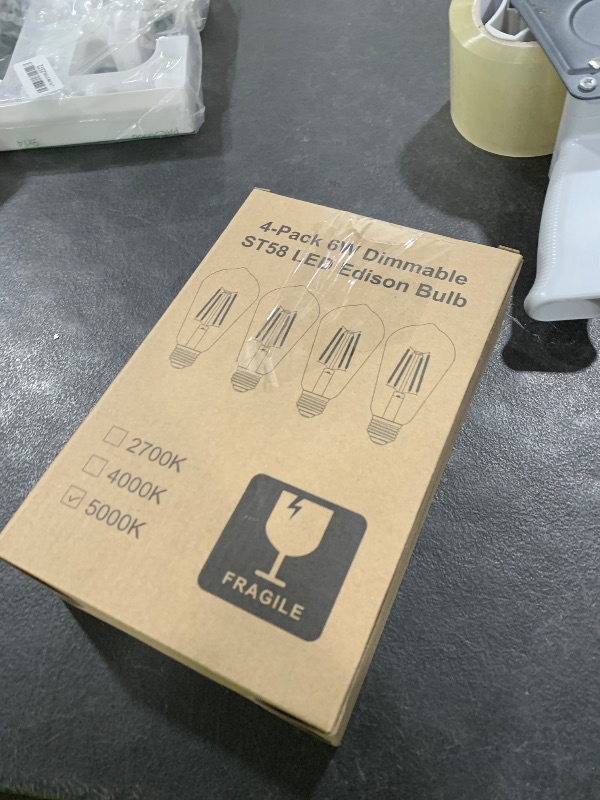 4-Pack 6W Dimmable
ST58 LED Edison Bulb
2700K
4000K
5000K
FRAGILE